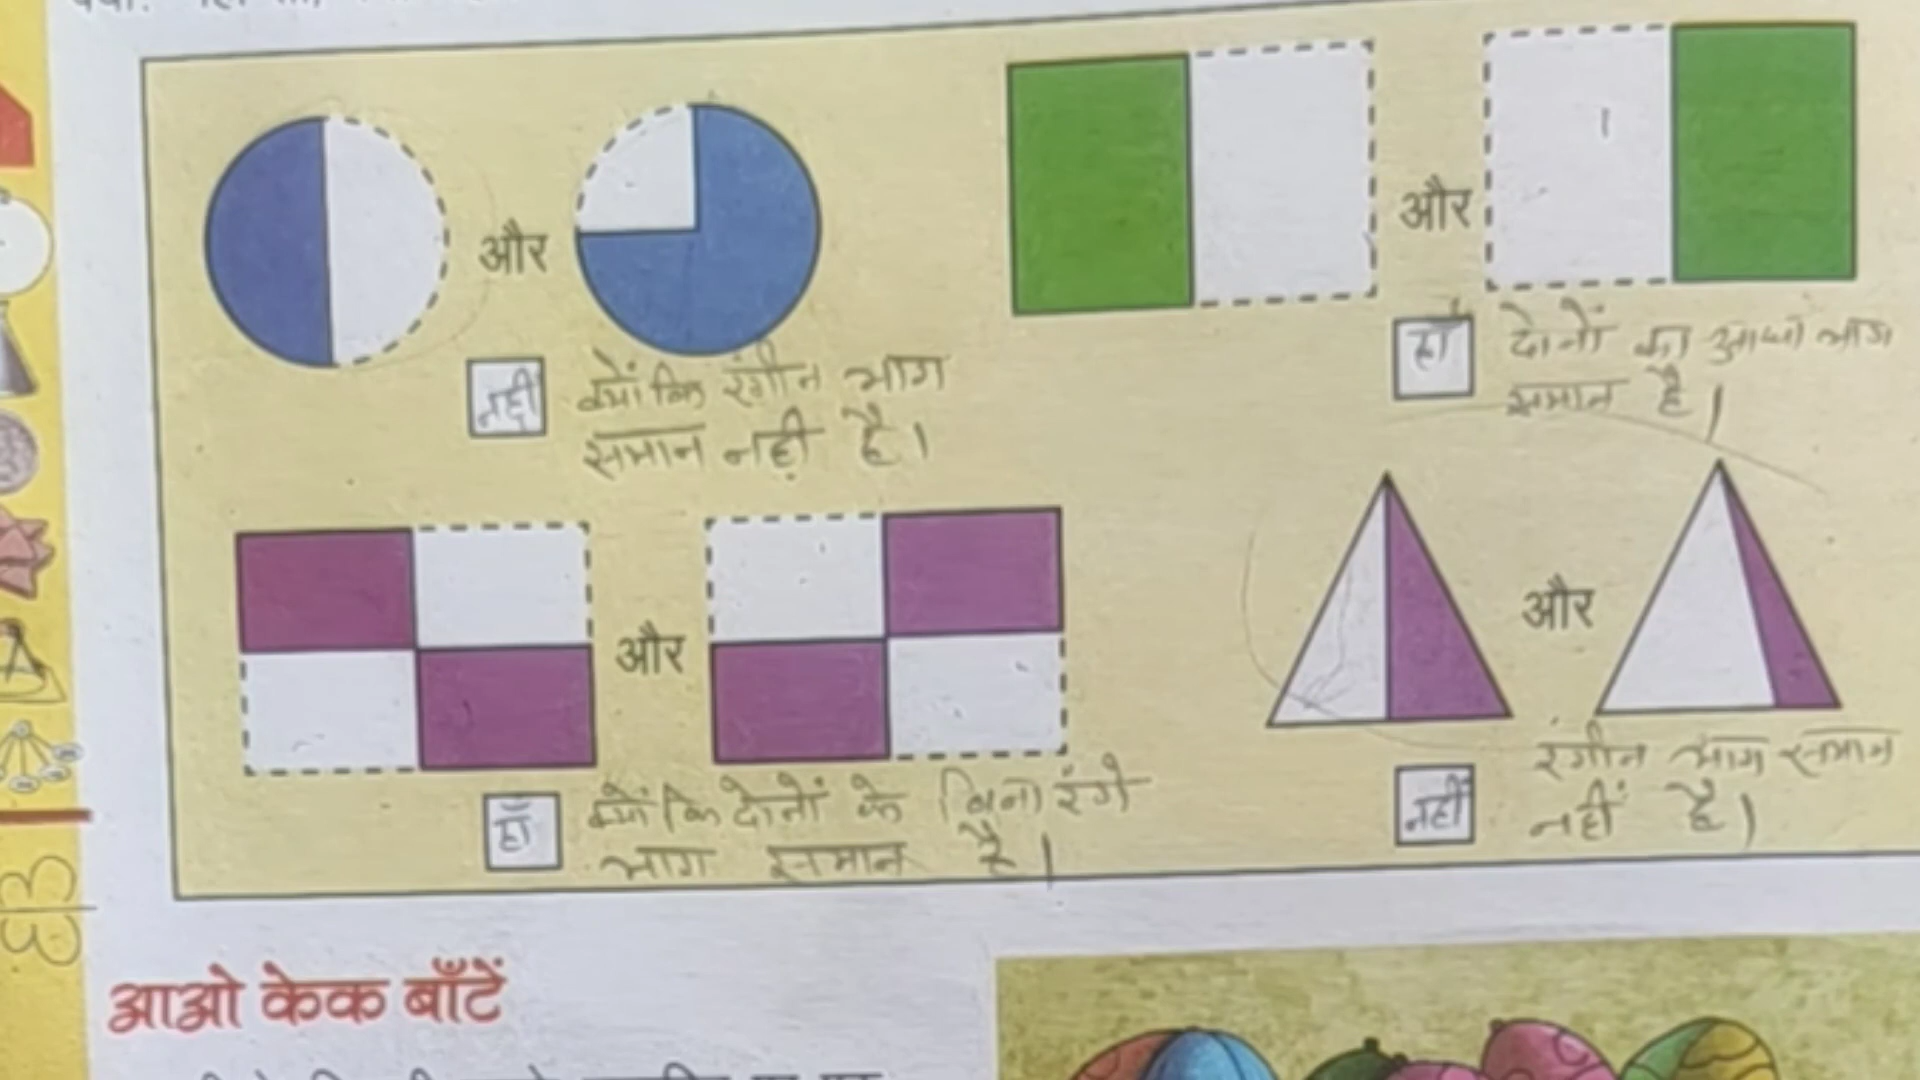 और
और
नहीं क्योंकि रंगीन भाग
समान नहीं है।
हाँ दोनों का आधा भाग
समान है।
और
और
हाँ क्योंकि दोनों के बिना रंगे
भाग समान है।
रंगीन भाग समान
नहीं नहीं है।
आओ केक बाँटें